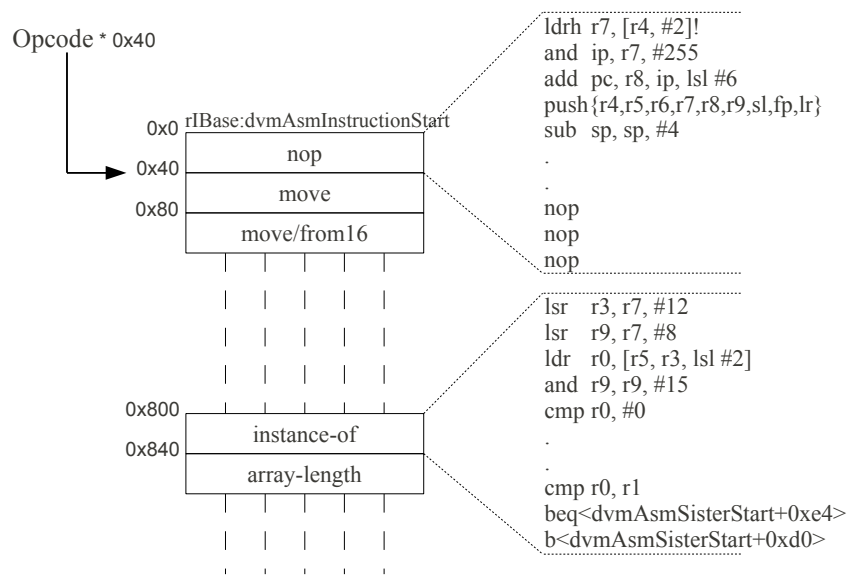 Opcode * 0x40
rIBase:dvmAsmInstructionStart
0x0
nop
0x40
move
0x80
move/from16
0x800
instance-of
0x840
array-length
ldrh r7, [r4, #2]!
and ip, r7, #255
add pc, r8, ip, lsl #6
push{r4,r5,r6,r7,r8,r9,sl,fp,lr}
sub sp, sp, #4
.
.
nop
nop
nop
lsr r3, r7, #12
lsr r9, r7, #8
ldr r0, [r5, r3, lsl #2]
and r9, r9, #15
cmp r0, #0
.
.
cmp r0, r1
beq<dvmAsmSisterStart+0xe4>
b<dvmAsmSisterStart+0xd0>